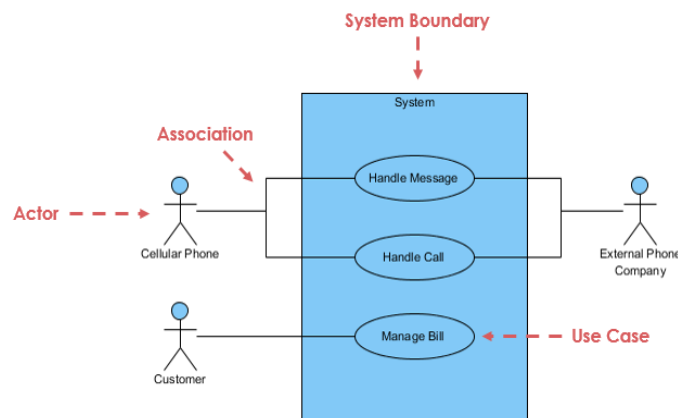 System Boundary
System
Association
Handle Message
Actor
Cellular Phone
Handle Call
External Phone
Company
Manage Bill
Use Case
Customer